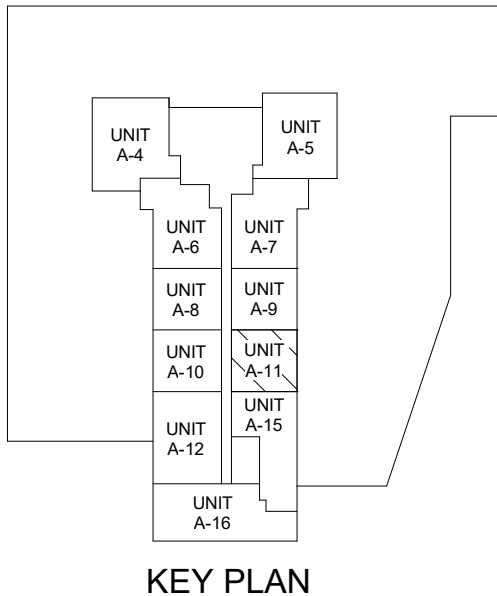 UNIT
A-4
UNIT
A-5
UNIT
A-6
UNIT
A-7
UNIT
A-8
UNIT
A-9
UNIT
A-10
UNIT
A-11
UNIT
A-12
UNIT
A-15
UNIT
A-16
KEY PLAN